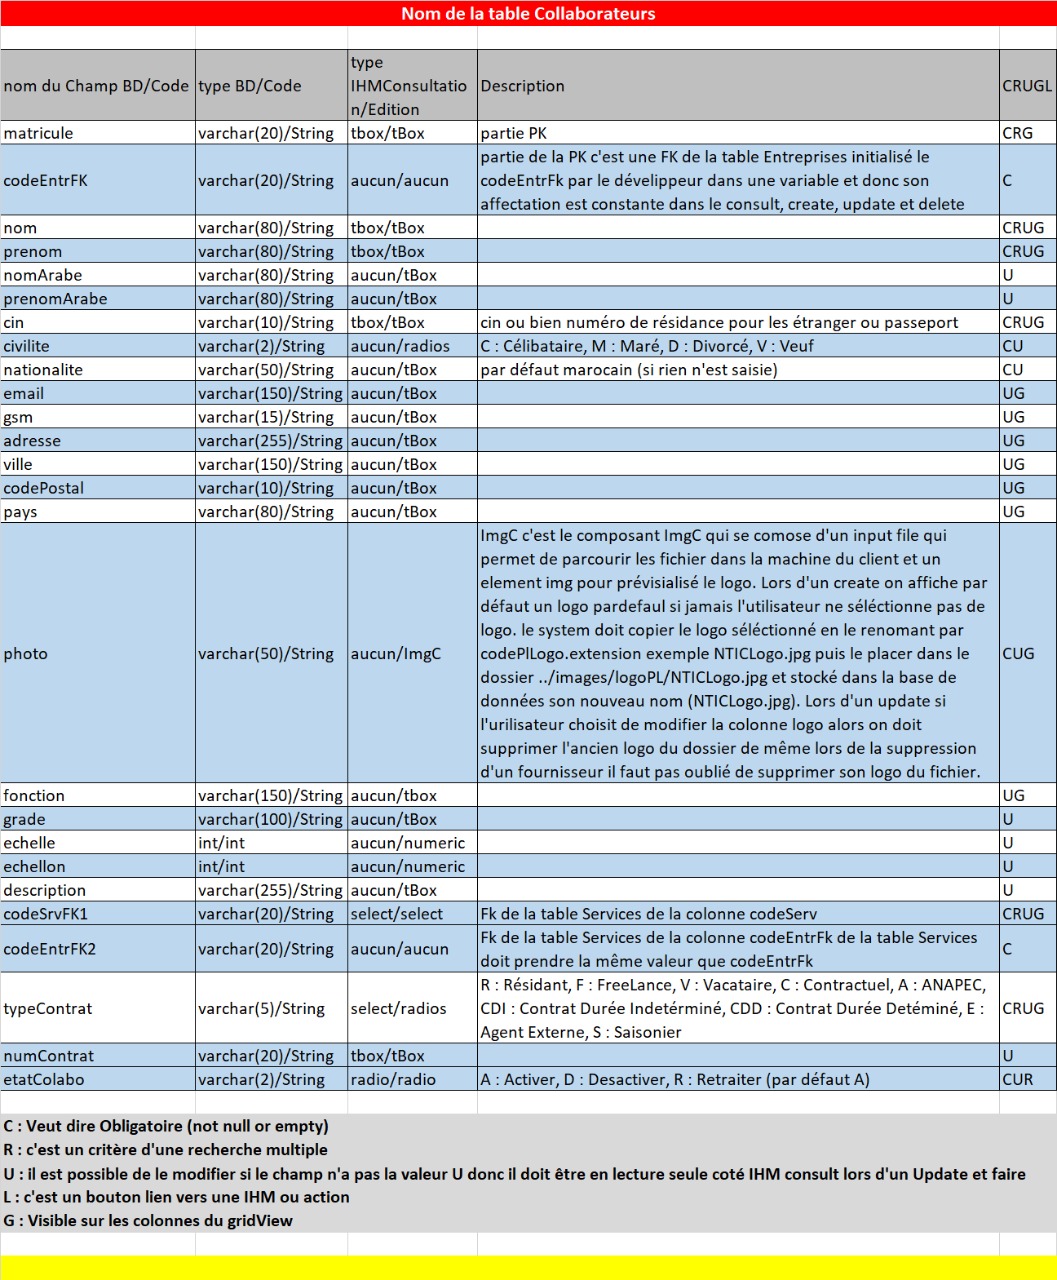 Nom de la table Collaborateurs
nom du Champ BD/Code type BD/Code type IHMConsultatio n/Edition Description CRUGL
matricule varchar(20)/String tbox/tBox partie PK CRG
codeEntrFK varchar(20)/String aucun/aucun partie de la PK c'est une FK de la table Entreprises initialisé le
codeEntrFk par le dévelippeur dans une variable et donc son
affectation est constante dans le consult, create, update et delete C
nom varchar(80)/String tbox/tBox CRUG
prenom varchar(80)/String tbox/tBox CRUG
nomArabe varchar(80)/String aucun/tBox U
prenomArabe varchar(80)/String aucun/tBox U
cin varchar(10)/String tbox/tBox cin ou bien numéro de résidance pour les étranger ou passeport CRUG
civilite varchar(2)/String aucun/radios C : Célibataire, M : Maré, D : Divorcé, V : Veuf CU
nationalite varchar(50)/String aucun/tBox par défaut marocain (si rien n'est saisie) CU
email varchar(150)/String aucun/tBox UG
gsm varchar(15)/String aucun/tBox UG
adresse varchar(255)/String aucun/tBox UG
ville varchar(150)/String aucun/tBox UG
codePostal varchar(10)/String aucun/tBox UG
pays varchar(80)/String aucun/tBox UG
photo varchar(50)/String aucun/ImgC ImgC c'est le composant ImgC qui se comose d'un input file qui
permet de parcourir les fichier dans la machine du client et un
element img pour prévisialisé le logo. Lors d'un create on affiche par
défaut un logo pardefaul si jamais l'utilisateur ne séléctionne pas de
logo. le system doit copier le logo séléctionné en le renomant par
codePlLogo.extension exemple NTICLogo.jpg puis le placer dans le
dossier ../images/logoPL/NTICLogo.jpg et stocké dans la base de
données son nouveau nom (NTICLogo.jpg). Lors d'un update si
l'urilisateur choisit de modifier la colonne logo alors on doit
supprimer l'ancien logo du dossier de même lors de la suppression
d'un fournisseur il faut pas oublié de supprimer son logo du fichier. CUG
fonction varchar(150)/String aucun/tbox UG
grade varchar(100)/String aucun/tBox U
echelle int/int aucun/numeric U
echellon int/int aucun/numeric U
description varchar(255)/String aucun/tBox U
codeSrvFK1 varchar(20)/String select/select Fk de la table Services de la colonne codeServ CRUG
codeEntrFK2 varchar(20)/String aucun/aucun Fk de la table Services de la colonne codeEntrFk de la table Services
doit prendre la même valeur que codeEntrFk C
typeContrat varchar(5)/String select/radios R : Résidant, F : FreeLance, V : Vacataire, C : Contractuel, A : ANAPEC,
CDI : Contrat Durée Indetérminé, CDD : Contrat Durée Detéminé, E :
Agent Externe, S : Saisonier CRUG
numContrat varchar(20)/String tbox/tBox U
etatColabo varchar(2)/String radio/radio A : Activer, D : Desactiver, R : Retraiter (par défaut A) CUR
C : Veut dire Obligatoire (not null or empty)
R : c'est un critère d'une recherche multiple
U : il est possible de le modifier si le champ n'a pas la valeur U donc il doit être en lecture seule coté IHM consult lors d'un Update et faire
L : c'est un bouton lien vers une IHM ou action
G : Visible sur les colonnes du gridView